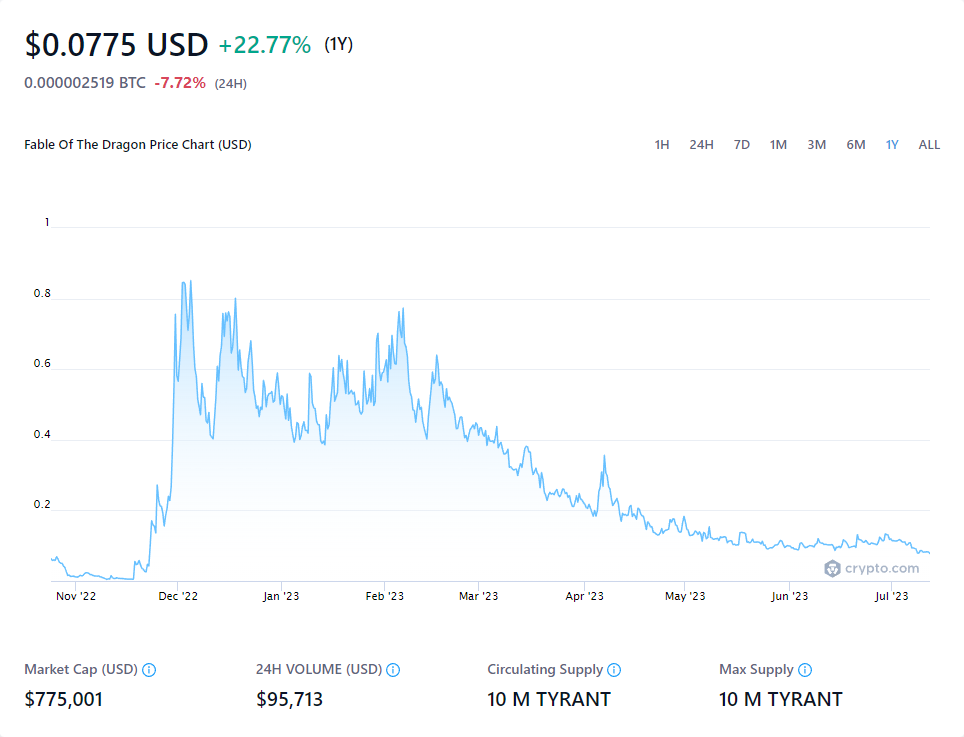 $0.0775 USD +22.77% (1Y)
0.000002519 BTC -7.72% (24H)
Fable Of The Dragon Price Chart (USD) 1H 24H 7D 1M 3M 6M 1Y ALL
1
0.8
0.6
0.4
0.2
crypto.com
Nov '22 Dec '22 Jan '23 Feb '23 Mar '23 Apr '23 May '23 Jun '23 Jul '23
Market Cap (USD) 24H VOLUME (USD) Circulating Supply Max Supply
$775,001 $95,713 10 M TYRANT 10 M TYRANT